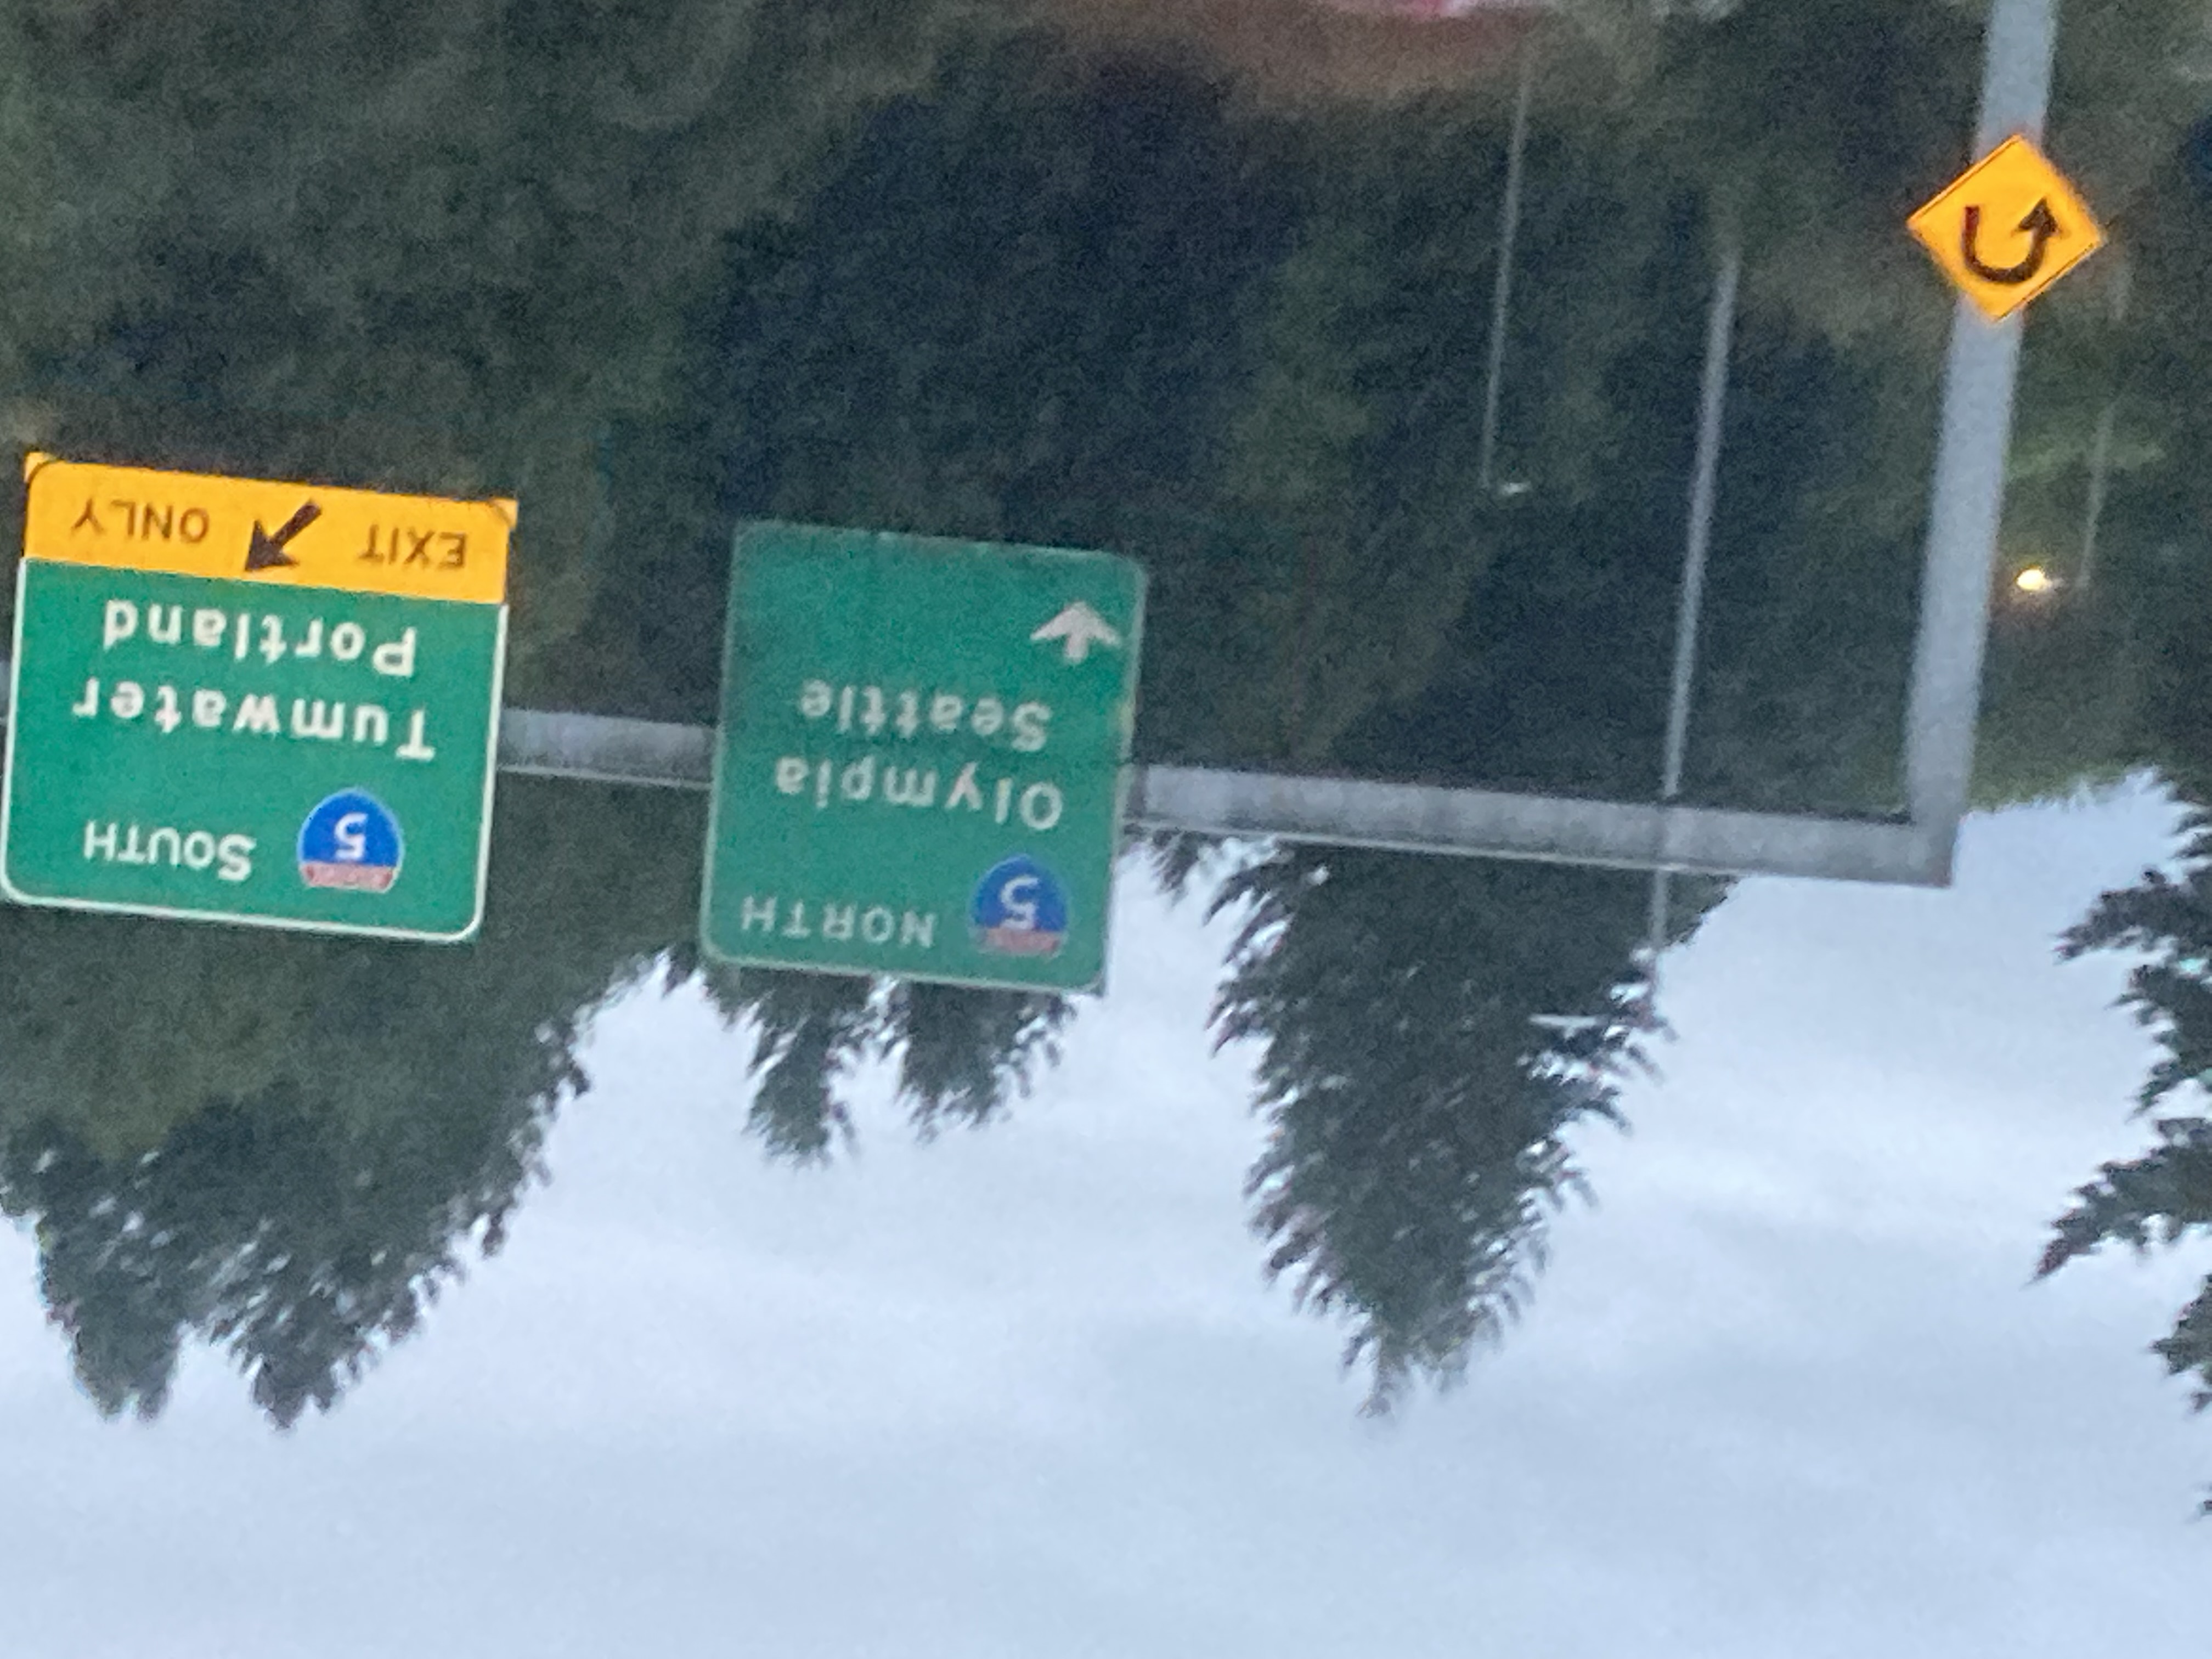 5 NORTH
Olympia
Seattle
5 SOUTH
Tumwater
Portland
EXIT ONLY